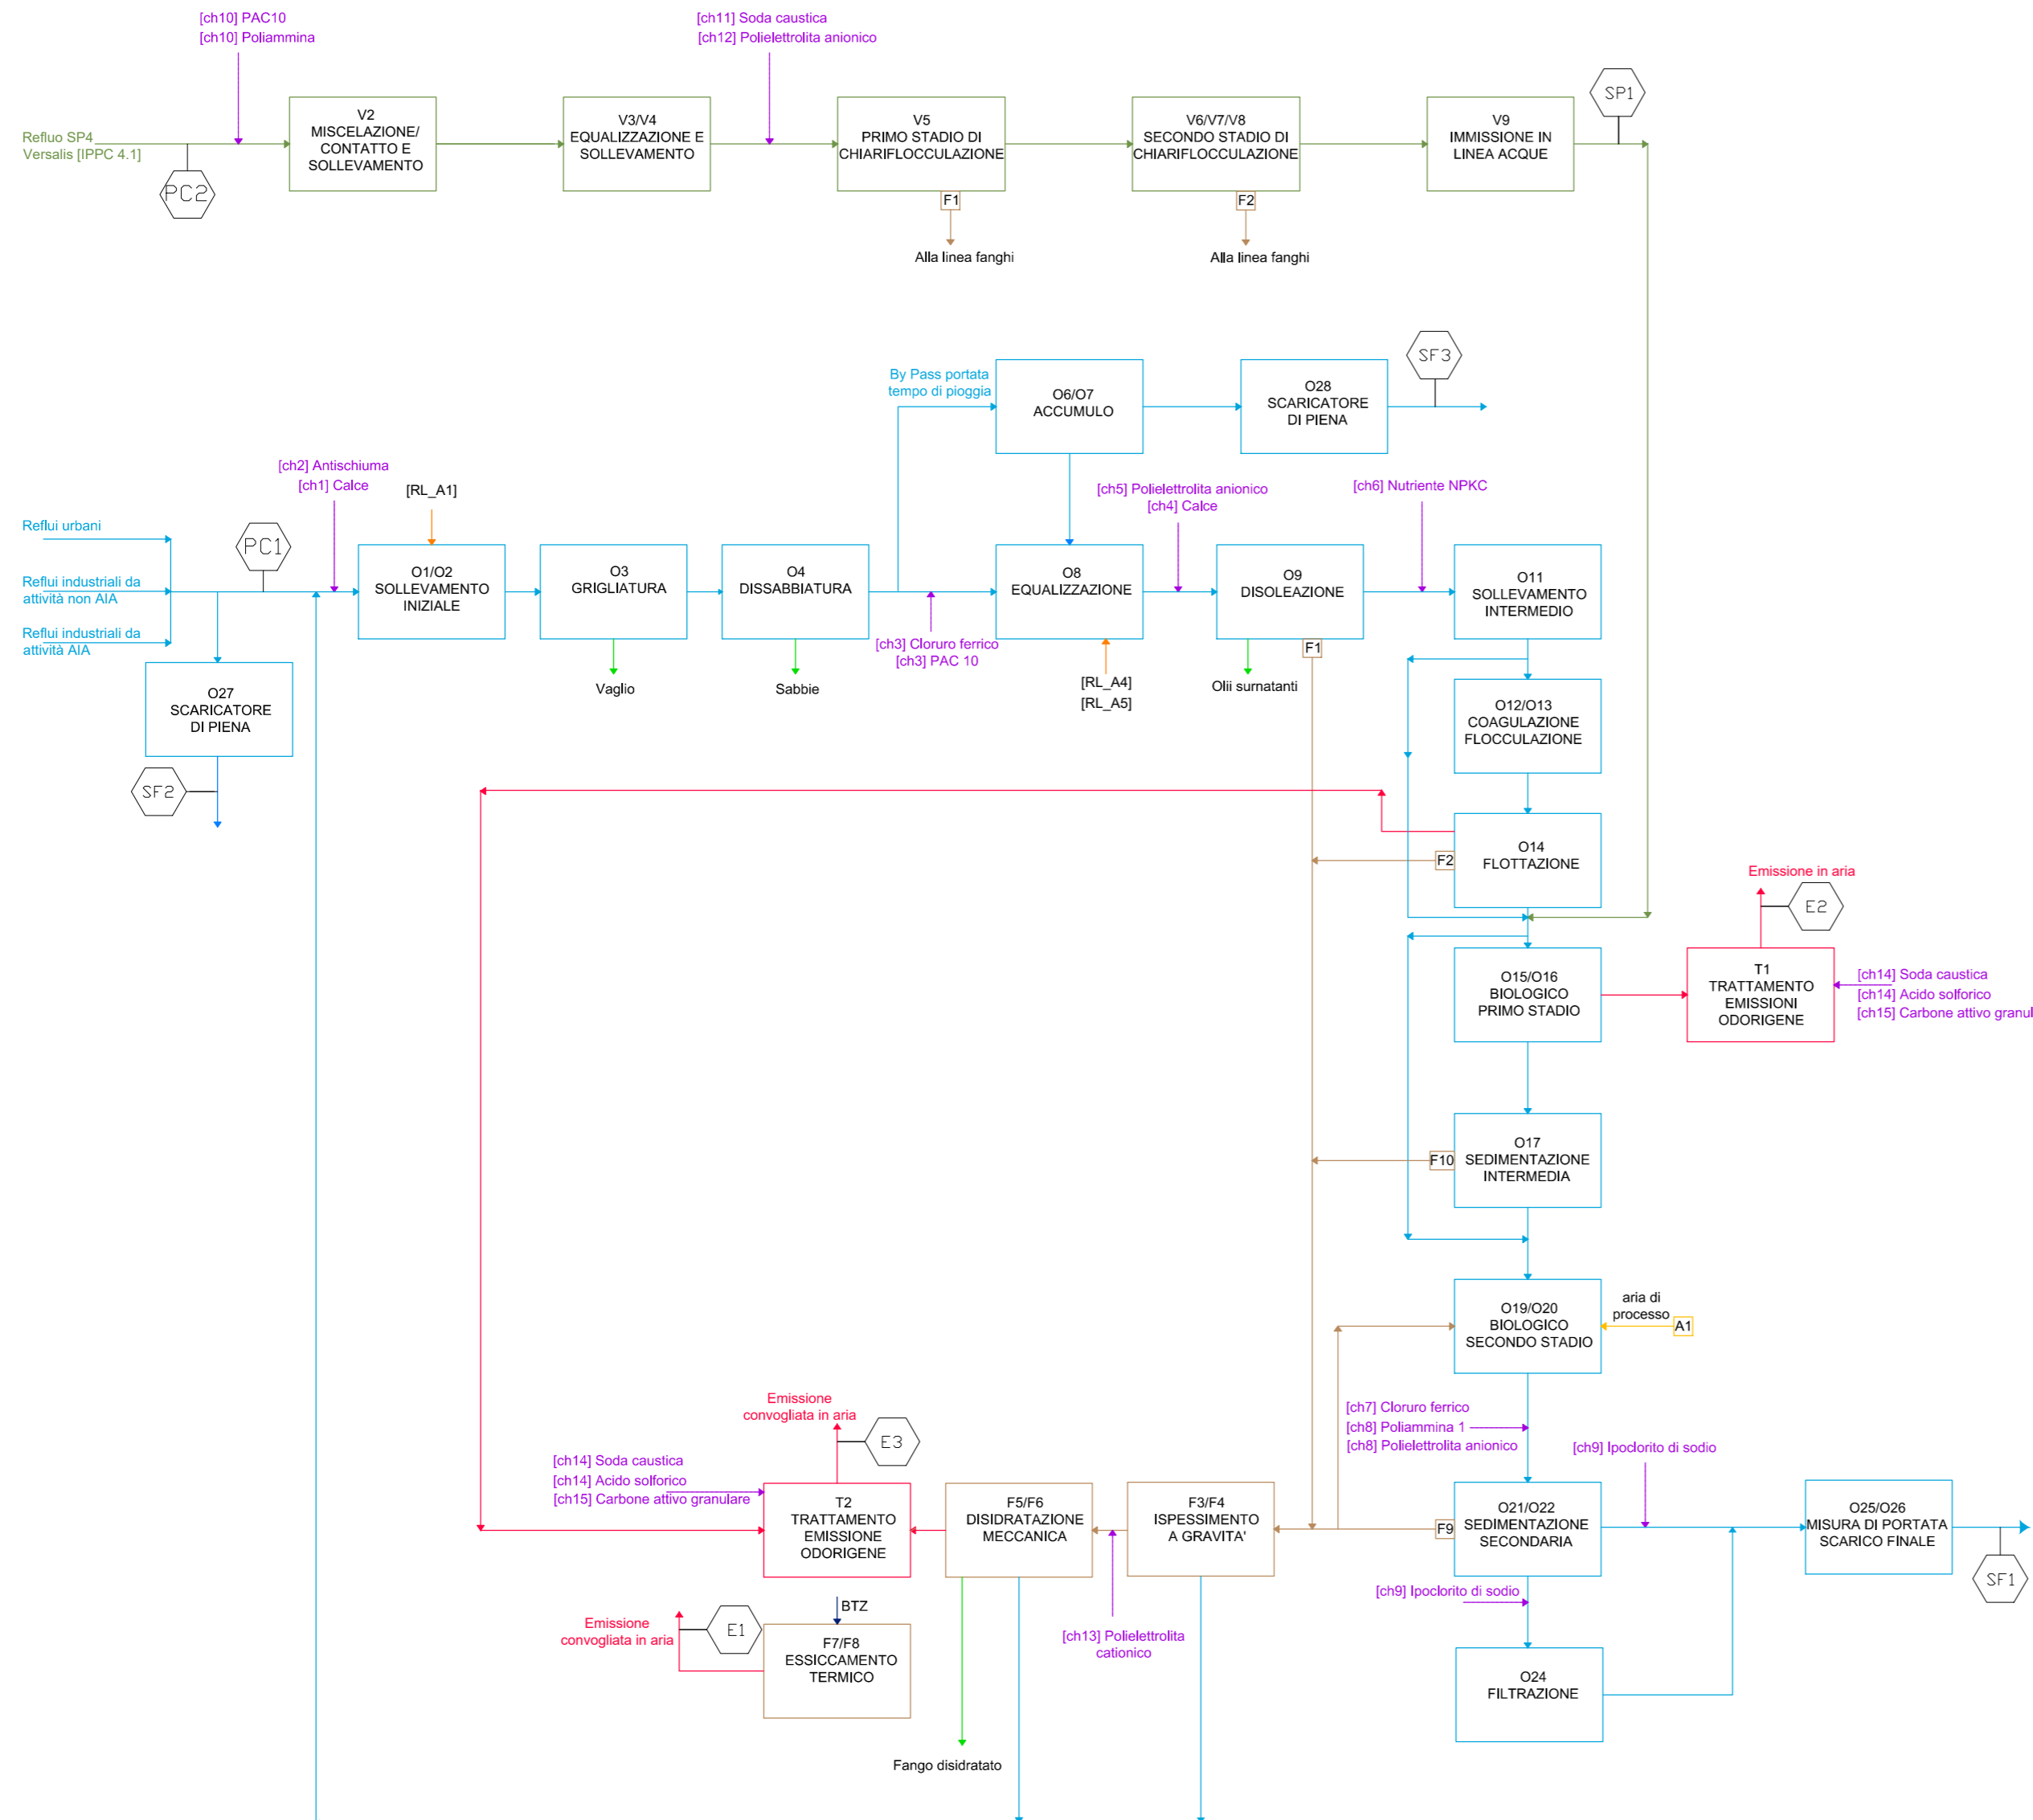 [ch10] PAC10
[ch10] Poliammina
[ch11] Soda caustica
[ch12] Polielettrolita anionico
SP1
Refluo SP4
Versalis [IPPC 4.1]
PC2
V2
MISCELAZIONE/
CONTATTO E
SOLLEVAMENTO
V3/V4
EQUALIZZAZIONE E
SOLLEVAMENTO
V5
PRIMO STADIO DI
CHIARIFLOCCULAZIONE
V6/V7/V8
SECONDO STADIO DI
CHIARIFLOCCULAZIONE
V9
IMMISSIONE IN
LINEA ACQUE
F1
F2
Alla linea fanghi
Alla linea fanghi
By Pass portata
tempo di pioggia
O6/O7
ACCUMULO
O28
SCARICATORE
DI PIENA
SF3
[ch2] Antischiuma
[ch1] Calce
[RL_A1]
[ch5] Polielettrolita anionico
[ch4] Calce
[ch6] Nutriente NPKC
Reflui urbani
Reflui industriali da
attività non AIA
Reflui industriali da
attività AIA
PC1
O1/O2
SOLLEVAMENTO
INIZIALE
O3
GRIGLIATURA
O4
DISSABBIATURA
O8
EQUALIZZAZIONE
O9
DISOLEAZIONE
O11
SOLLEVAMENTO
INTERMEDIO
[ch3] Cloruro ferrico
[ch3] PAC 10
F1
Vaglio
Sabbie
[RL_A4]
[RL_A5]
Olii surnatanti
O27
SCARICATORE
DI PIENA
SF2
O12/O13
COAGULAZIONE
FLOCCULAZIONE
O14
FLOTTAZIONE
F2
Emissione in aria
E2
O15/O16
BIOLOGICO
PRIMO STADIO
T1
TRATTAMENTO
EMISSIONI
ODORIGENE
[ch14] Soda caustica
[ch14] Acido solforico
[ch15] Carbone attivo granul
O17
SEDIMENTAZIONE
INTERMEDIA
F10
O19/O20
BIOLOGICO
SECONDO STADIO
aria di
processo
A1
[ch7] Cloruro ferrico
[ch8] Poliammina 1
[ch8] Polielettrolita anionico
[ch9] Ipoclorito di sodio
Emissione
convogliata in aria
E3
[ch14] Soda caustica
[ch14] Acido solforico
[ch15] Carbone attivo granulare
T2
TRATTAMENTO
EMISSIONE
ODORIGENE
F5/F6
DISIDRATAZIONE
MECCANICA
F3/F4
ISPESSIMENTO
A GRAVITA'
F9
O21/O22
SEDIMENTAZIONE
SECONDARIA
O25/O26
MISURA DI PORTATA
SCARICO FINALE
SF1
[ch9] Ipoclorito di sodio
BTZ
Emissione
convogliata in aria
E1
F7/F8
ESSICCAMENTO
TERMICO
[ch13] Polielettrolita
cationico
O24
FILTRAZIONE
Fango disidratato